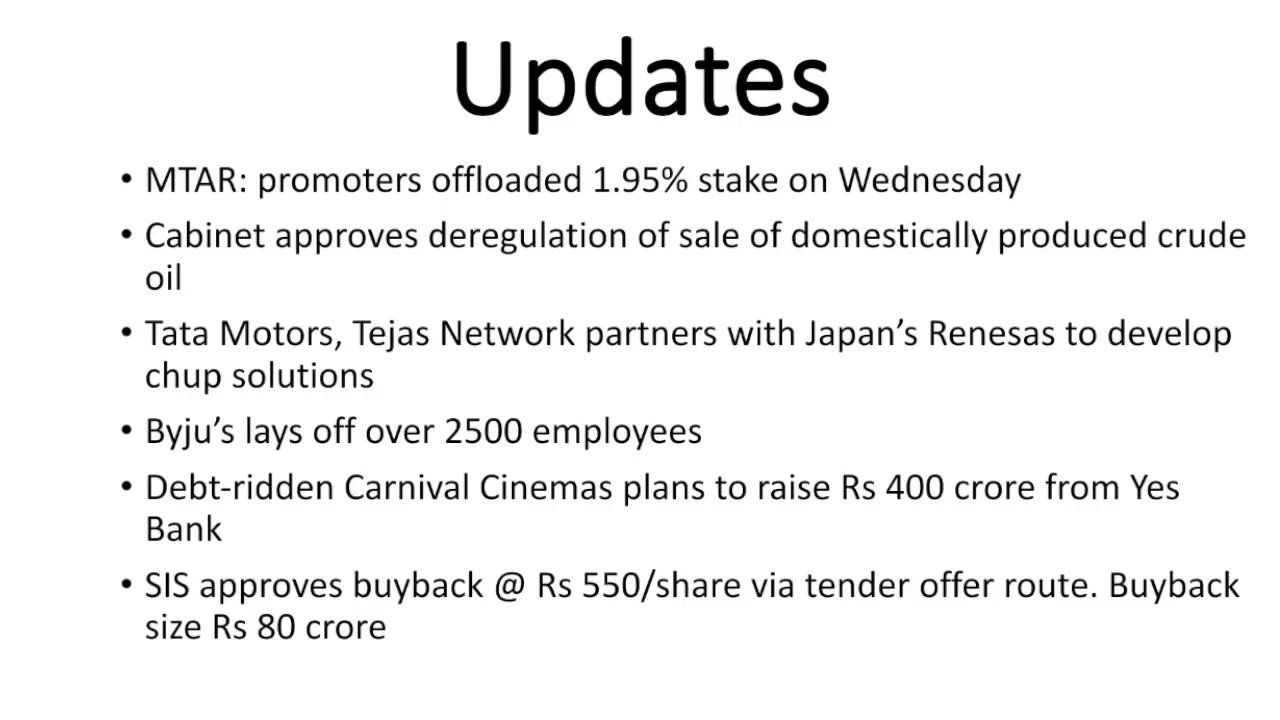 Updates
• MTAR: promoters offloaded 1.95% stake on Wednesday
• Cabinet approves deregulation of sale of domestically produced crude
oil
• Tata Motors, Tejas Network partners with Japan’s Renesas to develop
chup solutions
• Byju’s lays off over 2500 employees
• Debt-ridden Carnival Cinemas plans to raise Rs 400 crore from Yes
Bank
• SIS approves buyback @ Rs 550/share via tender offer route. Buyback
size Rs 80 crore